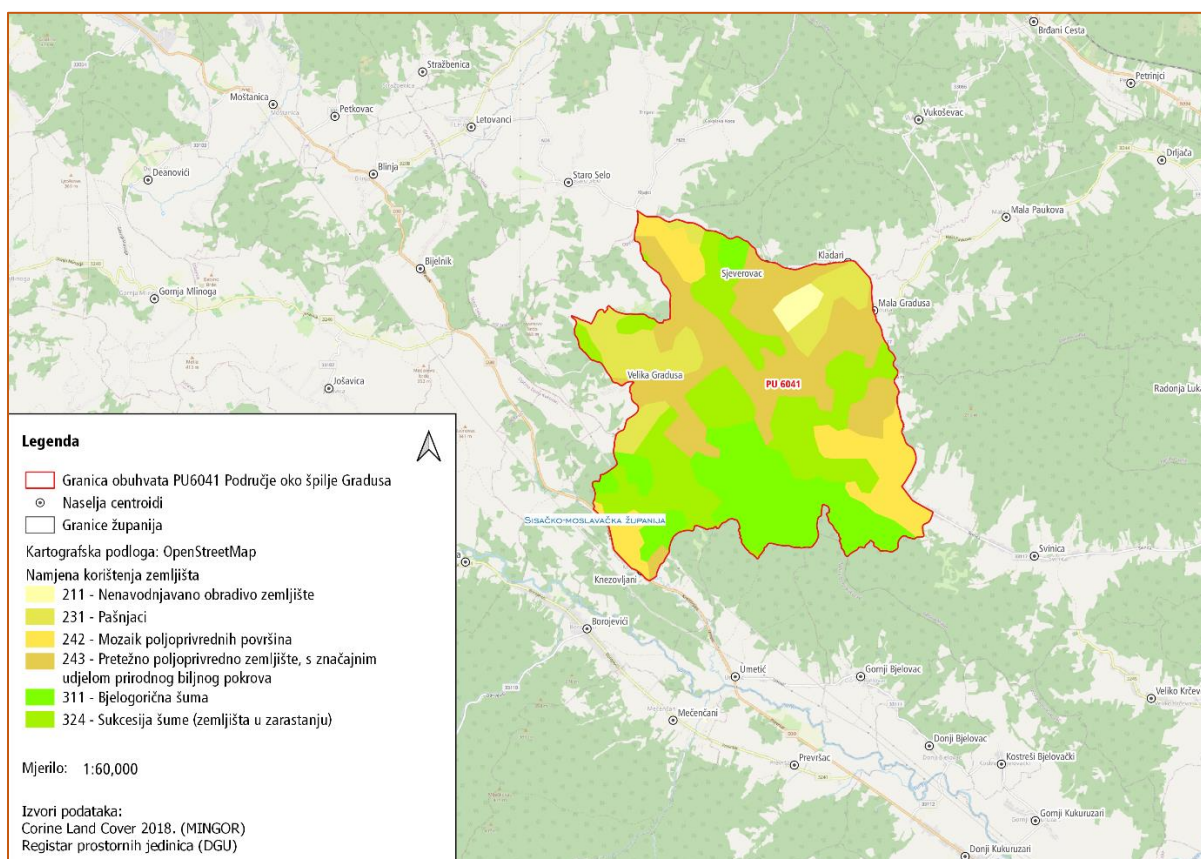 Brđani Cesta
Stražbenica
Petrinjci
Moštanica
Petkovac
Vukoševac
Letovanci
Drljača
Blinja
Deanovići
Staro Selo
Mala Paukova
Kladari
Bijelnik
Sjeverovac
Gornja Mlinoga
Mala Gradusa
Velika Gradusa
PU 6041
Jošavica
Radonja Luka
Legenda
Granica obuhvata PU6041 Područje oko špilje Gradusa
Naselja centroidi
Granice županija
Kartografska podloga: OpenStreetMap
Namjena korištenja zemljišta
211 - Nenavodnjavano obradivo zemljište
231 - Pašnjaci
242 - Mozaik poljoprivrednih površina
243 - Pretežno poljoprivredno zemljište, s značajnim
udjelom prirodnog biljnog pokrova
311 - Bjelogorična šuma
324 - Sukcesija šume (zemljišta u zarastanju)
Mjerilo: 1:60,000
Izvori podataka:
Corine Land Cover 2018. (MINGOR)
Registar prostornih jedinica (DGU)
SISAČKO-MOSLAVAČKA ŽUPANIJA
Svinica
Knezovljani
Borojevići
Umetić
Gornji Bjelovac
Veliko Krčevo
Mečenčani
Donji Bjelovac
Prevršac
Kostreši Bjelovački
Gornji Kukuruzari
Donji Kukuruzari